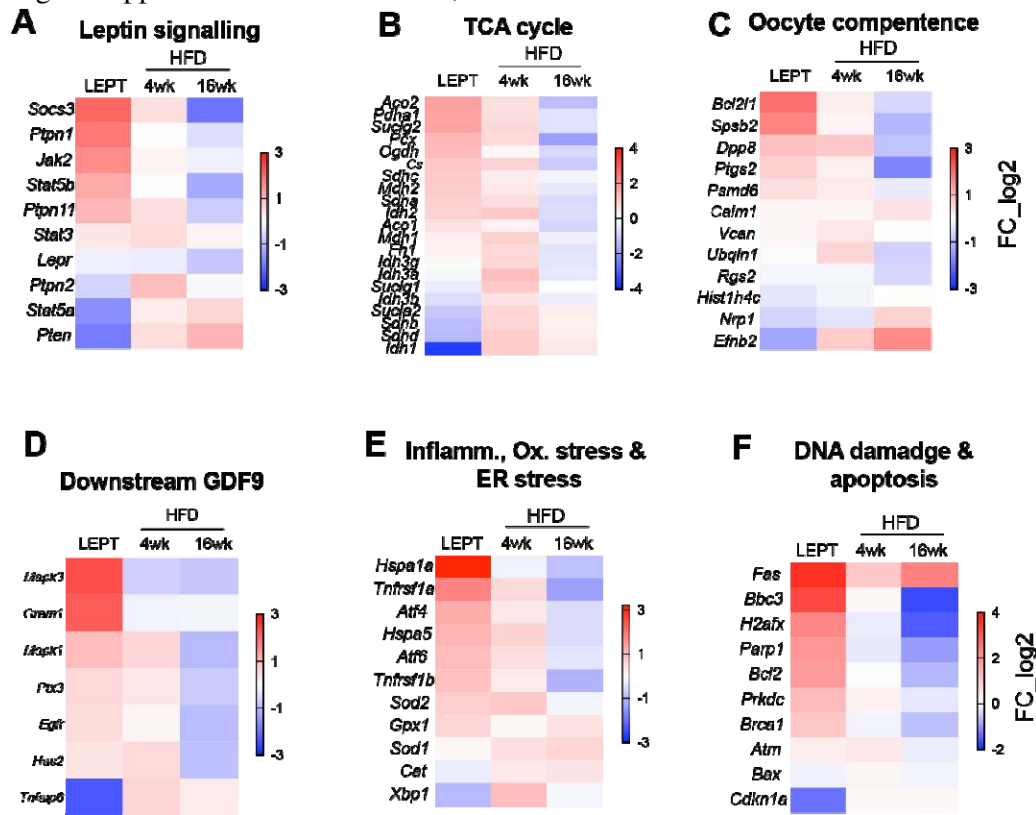 A
Leptin signalling
HFD
LEPT 4wk 16wk
Socs3
Ptpn1
Jak2
Stat5b
Ptpn11
Stat3
Lepr
Ptpn2
Stat5a
Pten
3
1
-1
-3
B
TCA cycle
HFD
LEPT 4wk 16wk
Aco2
Pdha1
Suclg2
Pcx
Ogdh
Cs
Sdhc
Mdh2
Sdha
Idh2
Aco1
Mdh1
Fh1
Idh3g
Idh3a
Suclg1
Idh3b
Sucla2
Sdhb
Sdhd
Idh1
4
2
0
-2
-4
C
Oocyte compentence
HFD
LEPT 4wk 16wk
Bcl2l1
Spsb2
Dpp8
Ptgs2
Psmd6
Calm1
Vcan
Ubqln1
Rgs2
Hist1h4c
Nrp1
Efnb2
3
1
-1
-3
FC_log2
D
Downstream GDF9
HFD
LEPT 4wk 16wk
Mapk3
Grem1
Mapk1
Ptx3
Egfr
Has2
Tnfaip6
3
1
-1
-3
E
Inflamm., Ox. stress &
ER stress
HFD
LEPT 4wk 16wk
Hspa1a
Tnfrsf1a
Atf4
Hspa5
Atf6
Tnfrsf1b
Sod2
Gpx1
Sod1
Cat
Xbp1
3
1
-1
-3
F
DNA damadge &
apoptosis
HFD
LEPT 4wk 16wk
Fas
Bbc3
H2afx
Parp1
Bcl2
Prkdc
Brca1
Atm
Bax
Cdkn1a
4
2
0
-2
FC_log2